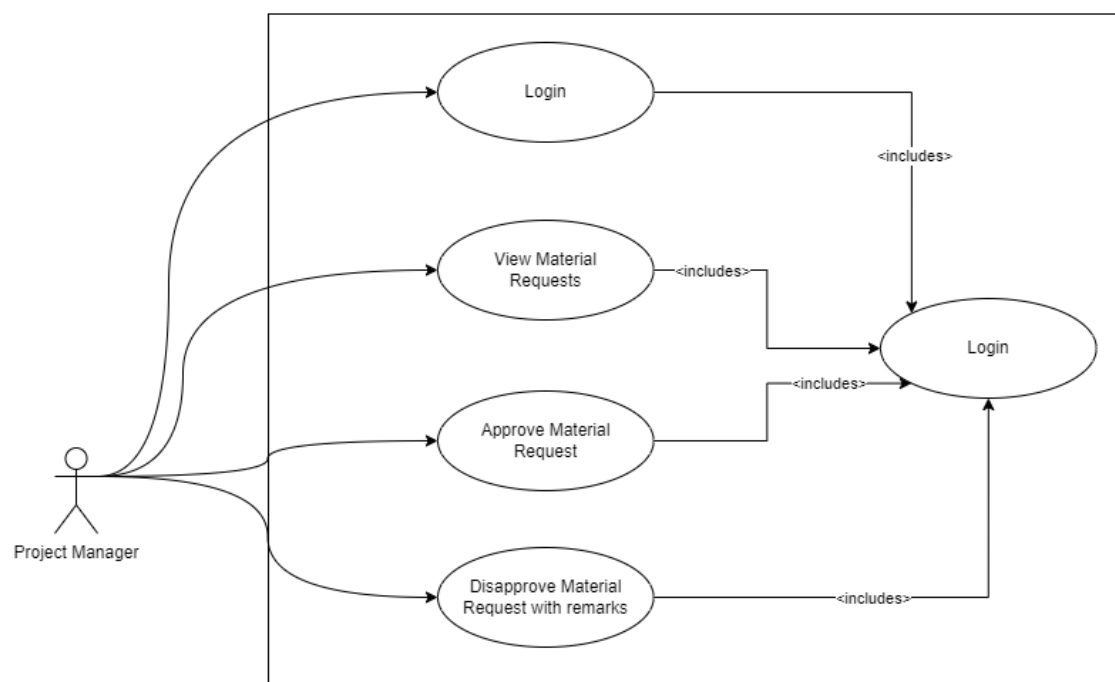 Login
<includes>
View Material
Requests
<includes>
Login
<includes>
Approve Material
Request
Project Manager
Disapprove Material
Request with remarks
<includes>